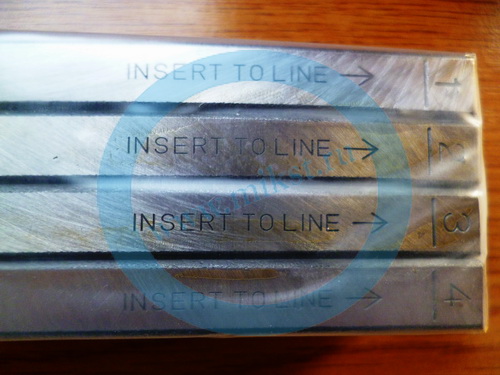 INSERT TO LINE → 1
INSERT TO LINE → 2
INSERT TO LINE → 3
INSERT TO LINE → 4